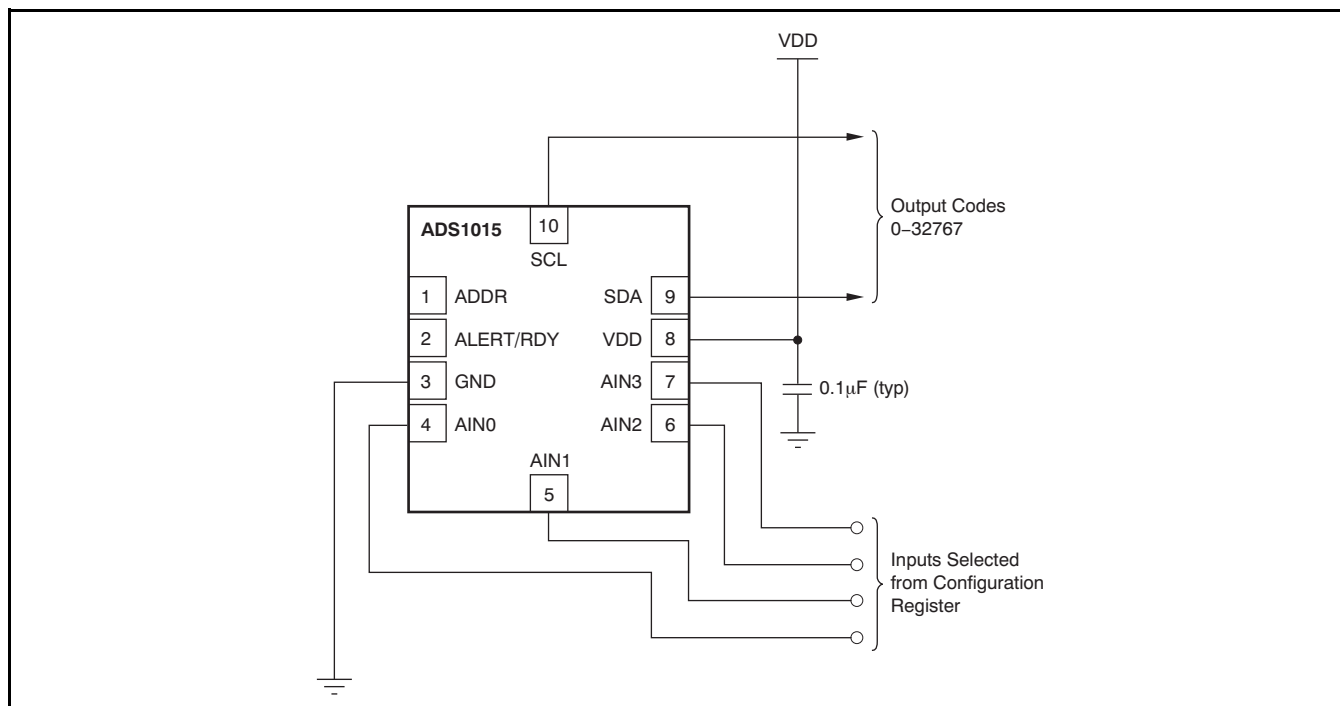 VDD
Output Codes
0–32767
ADS1015
10
SCL
1 ADDR
SDA 9
2 ALERT/RDY
VDD 8
3 GND
AIN3 7
0.1μF (typ)
4 AIN0
AIN2 6
AIN1
5
Inputs Selected
from Configuration
Register